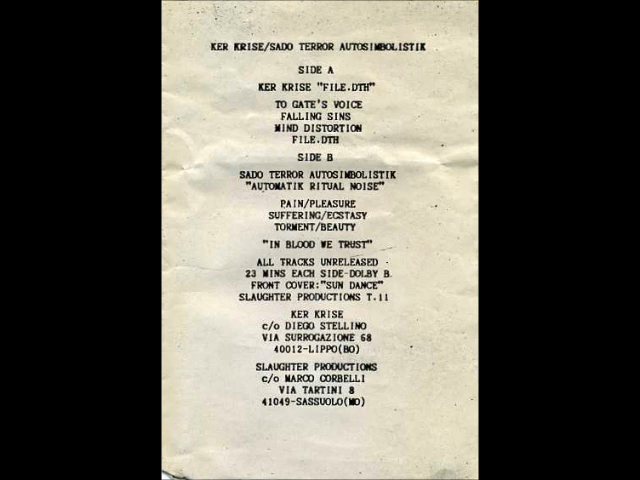 KER KRISE/SADO TERROR AUTOSIMBOLISTIK
SIDE A
KER KRISE "FILE.DTH"
TO GATE'S VOICE
FALLING SINS
MIND DISTORTION
FILE.DTH
SIDE B
SADO TERROR AUTOSIMBOLISTIK
"AUTOMATIK RITUAL NOISE"
PAIN/PLEASURE
SUFFERING/ECSTASY
TORMENT/BEAUTY
"IN BLOOD WE TRUST"
ALL TRACKS UNRELEASED -
23 MINS EACH SIDE-DOLBY B.
FRONT COVER:"SUN DANCE"
SLAUGHTER PRODUCTIONS T.11
KER KRISE
c/o DIEGO STELLINO
VIA SURROGAZIONE 68
40012-LIPPO(BO)
SLAUGHTER PRODUCTIONS
c/o MARCO CORBELLI
VIA TARTINI 8
41049-SASSUOLO(MO)